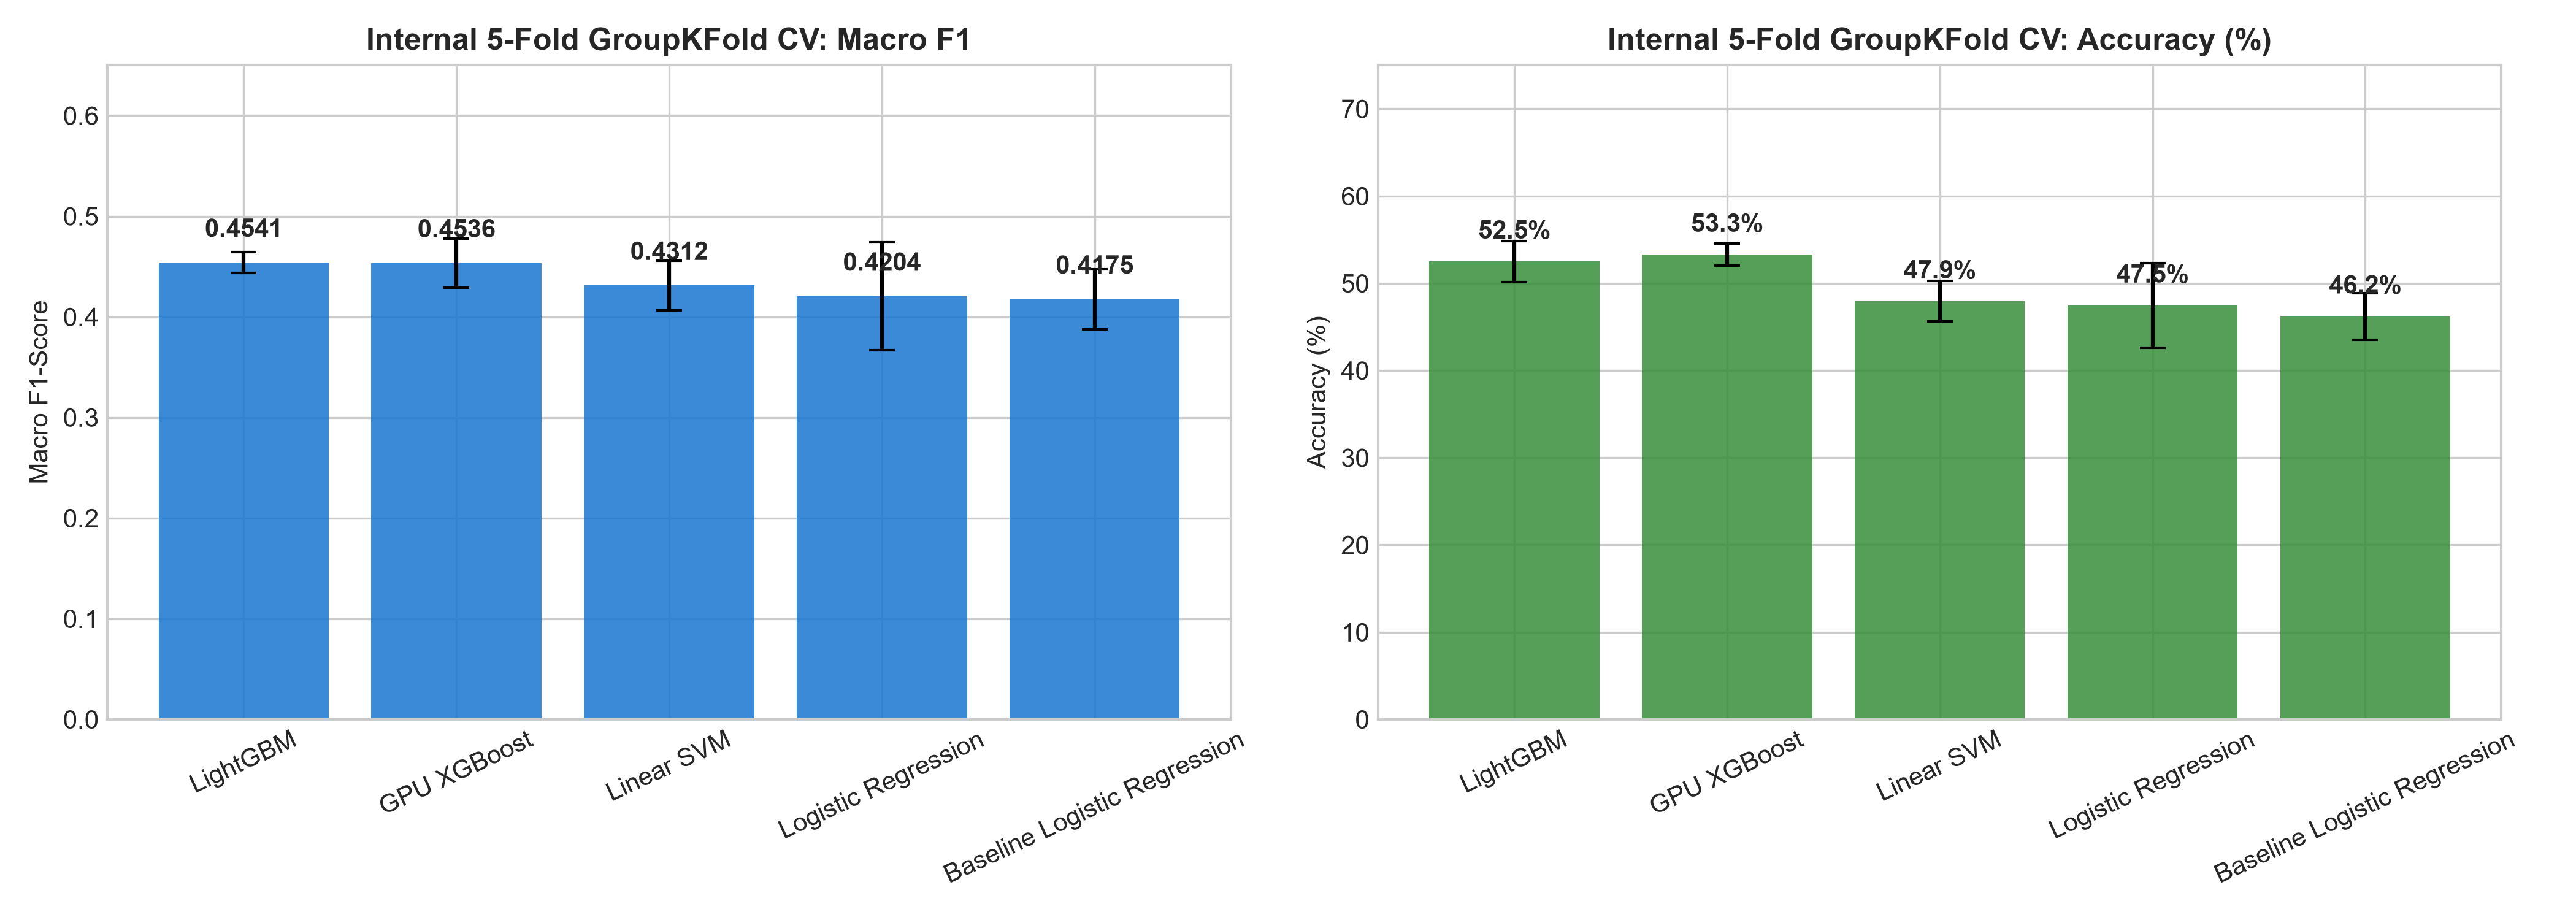 Internal 5-Fold GroupKFold CV: Macro F1
Macro F1-Score
0.6
0.5
0.4
0.3
0.2
0.1
0.0
0.4541
0.4536
0.4312
0.4204
0.4175
LightGBM
GPU XGBoost
Linear SVM
Logistic Regression
Baseline Logistic Regression
Internal 5-Fold GroupKFold CV: Accuracy (%)
Accuracy (%)
70
60
50
40
30
20
10
0
52.5%
53.3%
47.9%
47.5%
46.2%
LightGBM
GPU XGBoost
Linear SVM
Logistic Regression
Baseline Logistic Regression